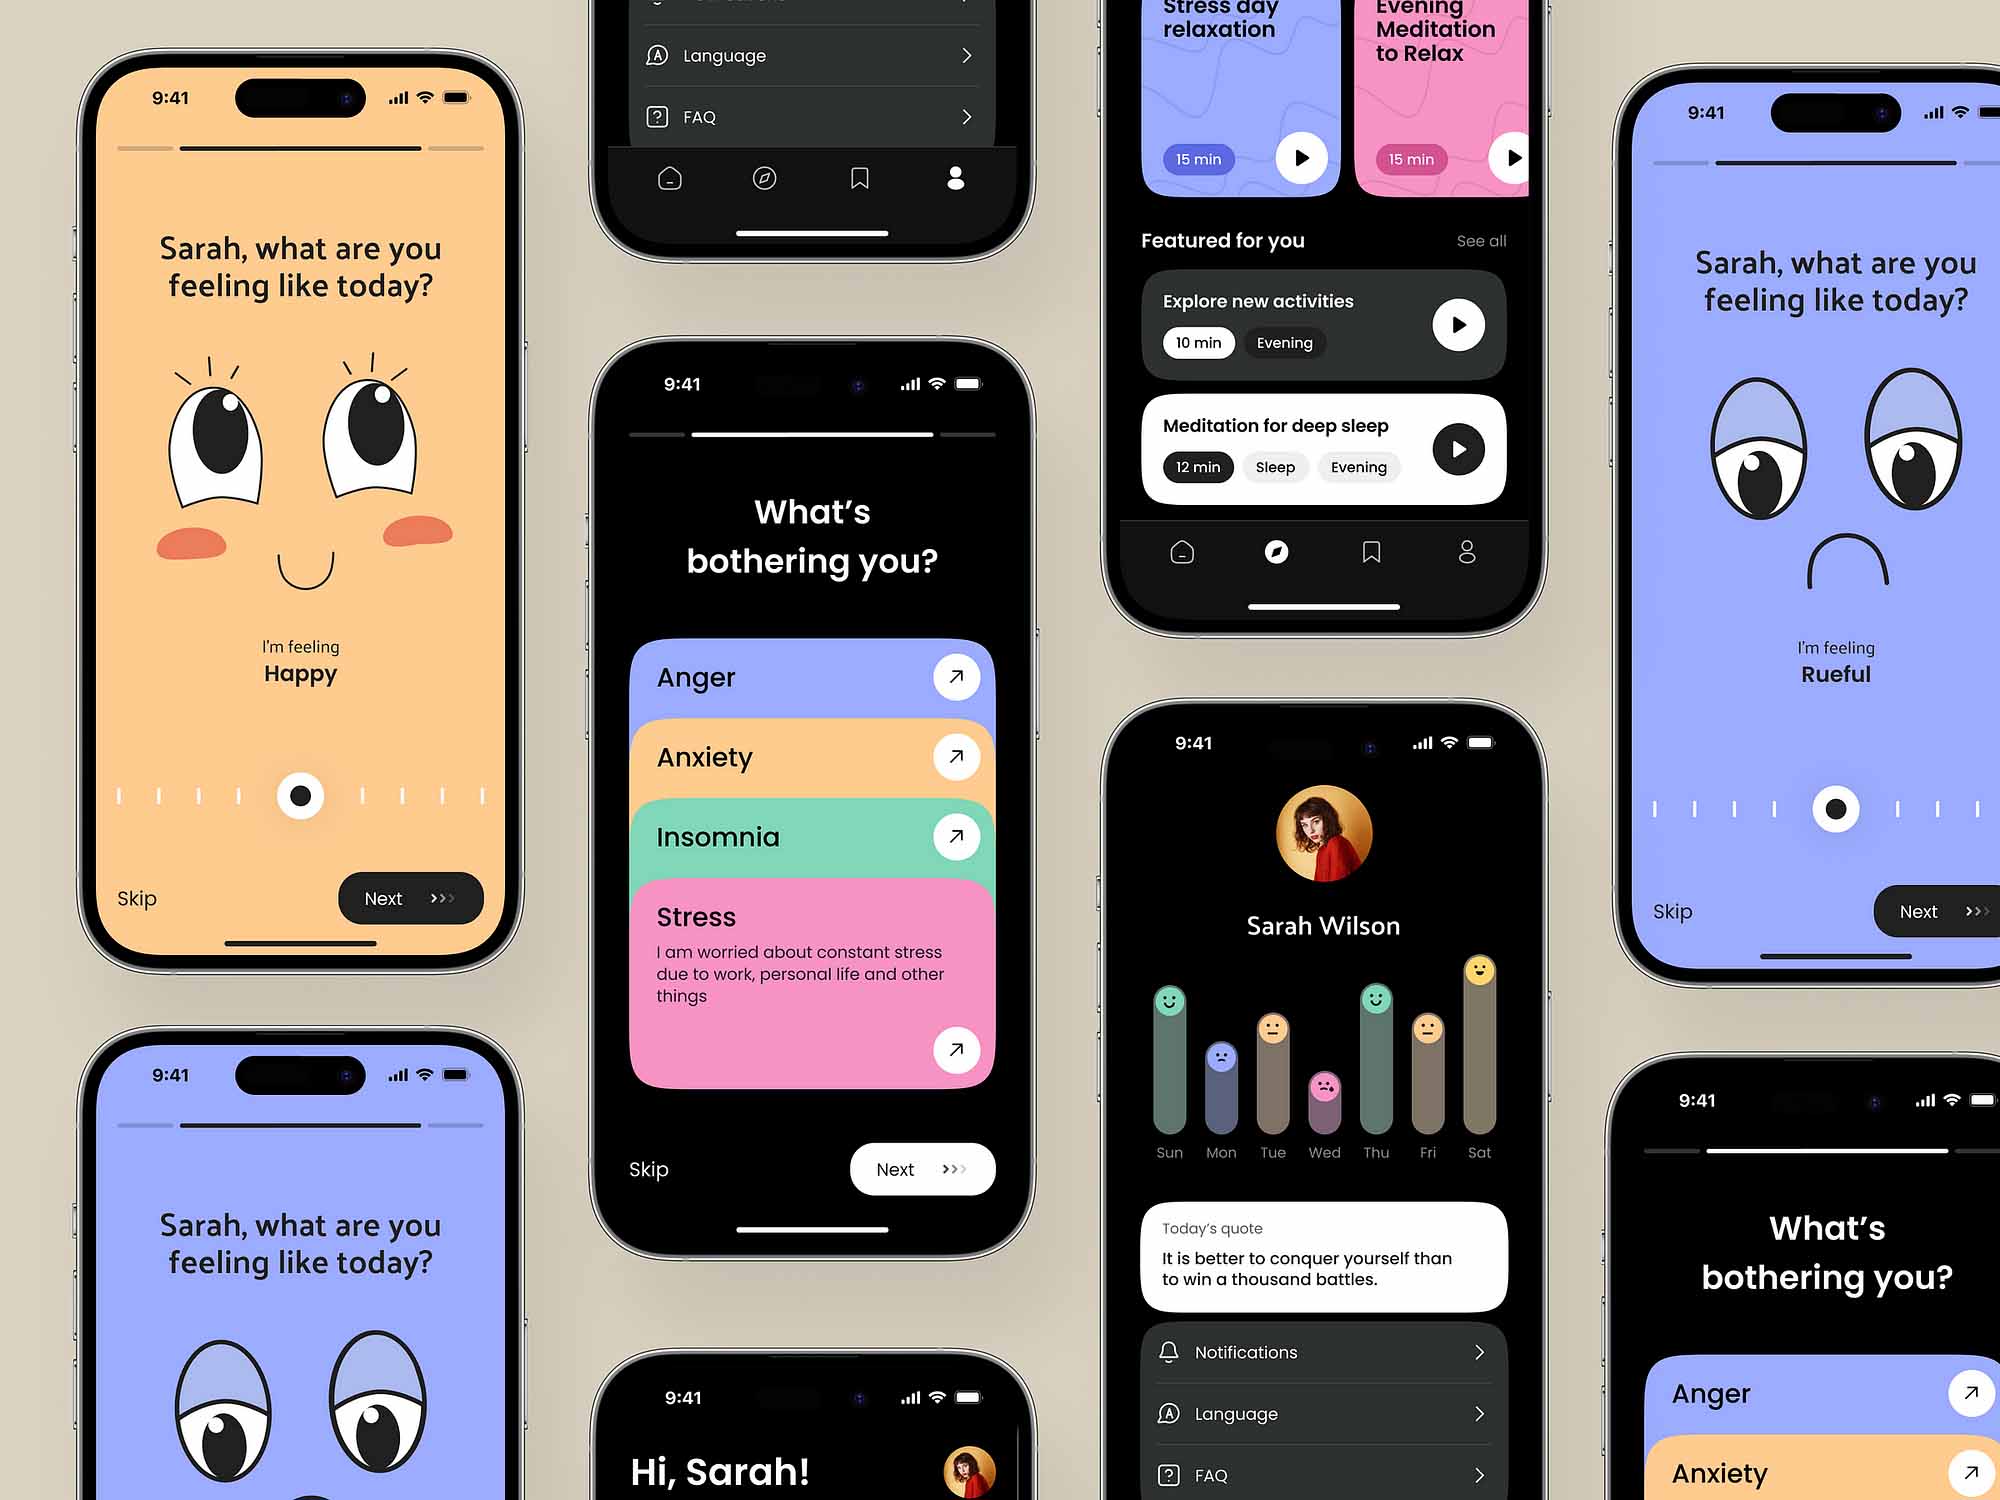 9:41
Sarah, what are you
feeling like today?
I'm feeling
Happy
Skip
Next
9:41
Sarah, what are you
feeling like today?
Language
FAQ
9:41
What's
bothering you?
Anger
Anxiety
Insomnia
Stress
I am worried about constant stress
due to work, personal life and other
things
Skip
Next
9:41
Hi, Sarah!
Stress day
relaxation
15 min
Evening
Meditation
to Relax
15 min
Featured for you
See all
Explore new activities
10 min
Evening
Meditation for deep sleep
12 min
Sleep
Evening
9:41
Sarah Wilson
Sun
Mon
Tue
Wed
Thu
Fri
Sat
Today's quote
It is better to conquer yourself than
to win a thousand battles.
Notifications
Language
FAQ
9:41
Sarah, what are you
feeling like today?
I'm feeling
Rueful
Skip
Next
9:41
What's
bothering you?
Anger
Anxiety